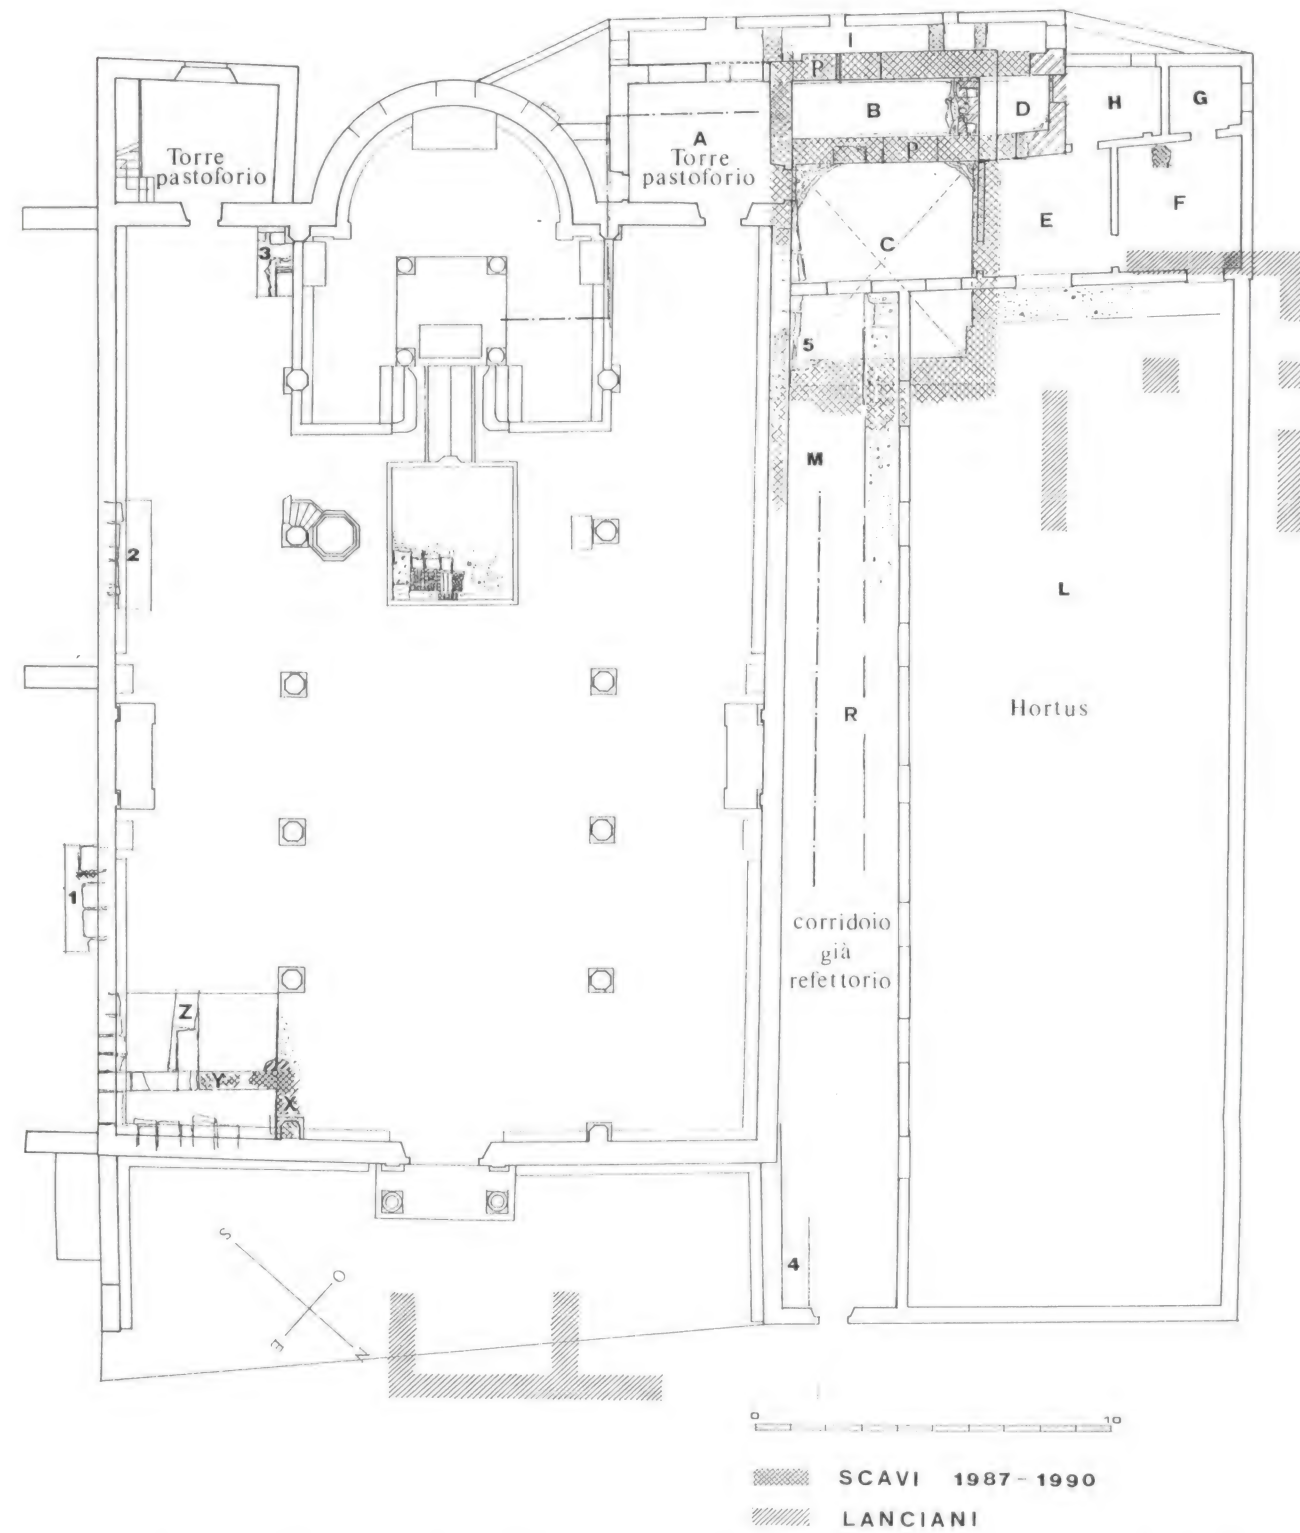 I
P
B
D
H
G
A
Torre
pastoforio
Torre
pastoforio
P
F
E
C
3
5
M
2
L
R
Hortus
1
corridoio
già
refettorio
Z
Y
X
S
O
E
N
4
0
10
SCAVI 1987-1990
LANCIANI